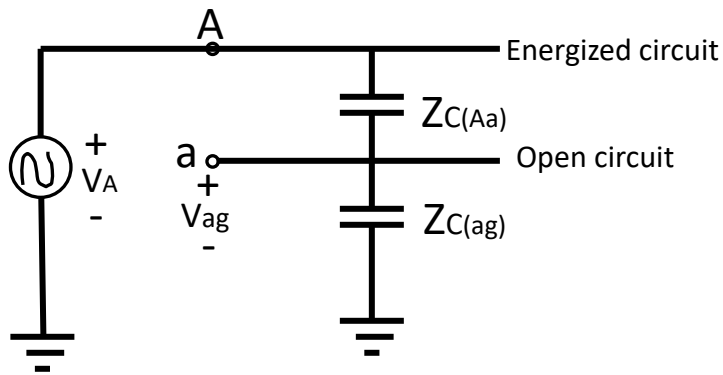 A
Energized circuit
ZC(Aa)
+
VA
-
a
Open circuit
+
Vag
-
ZC(ag)